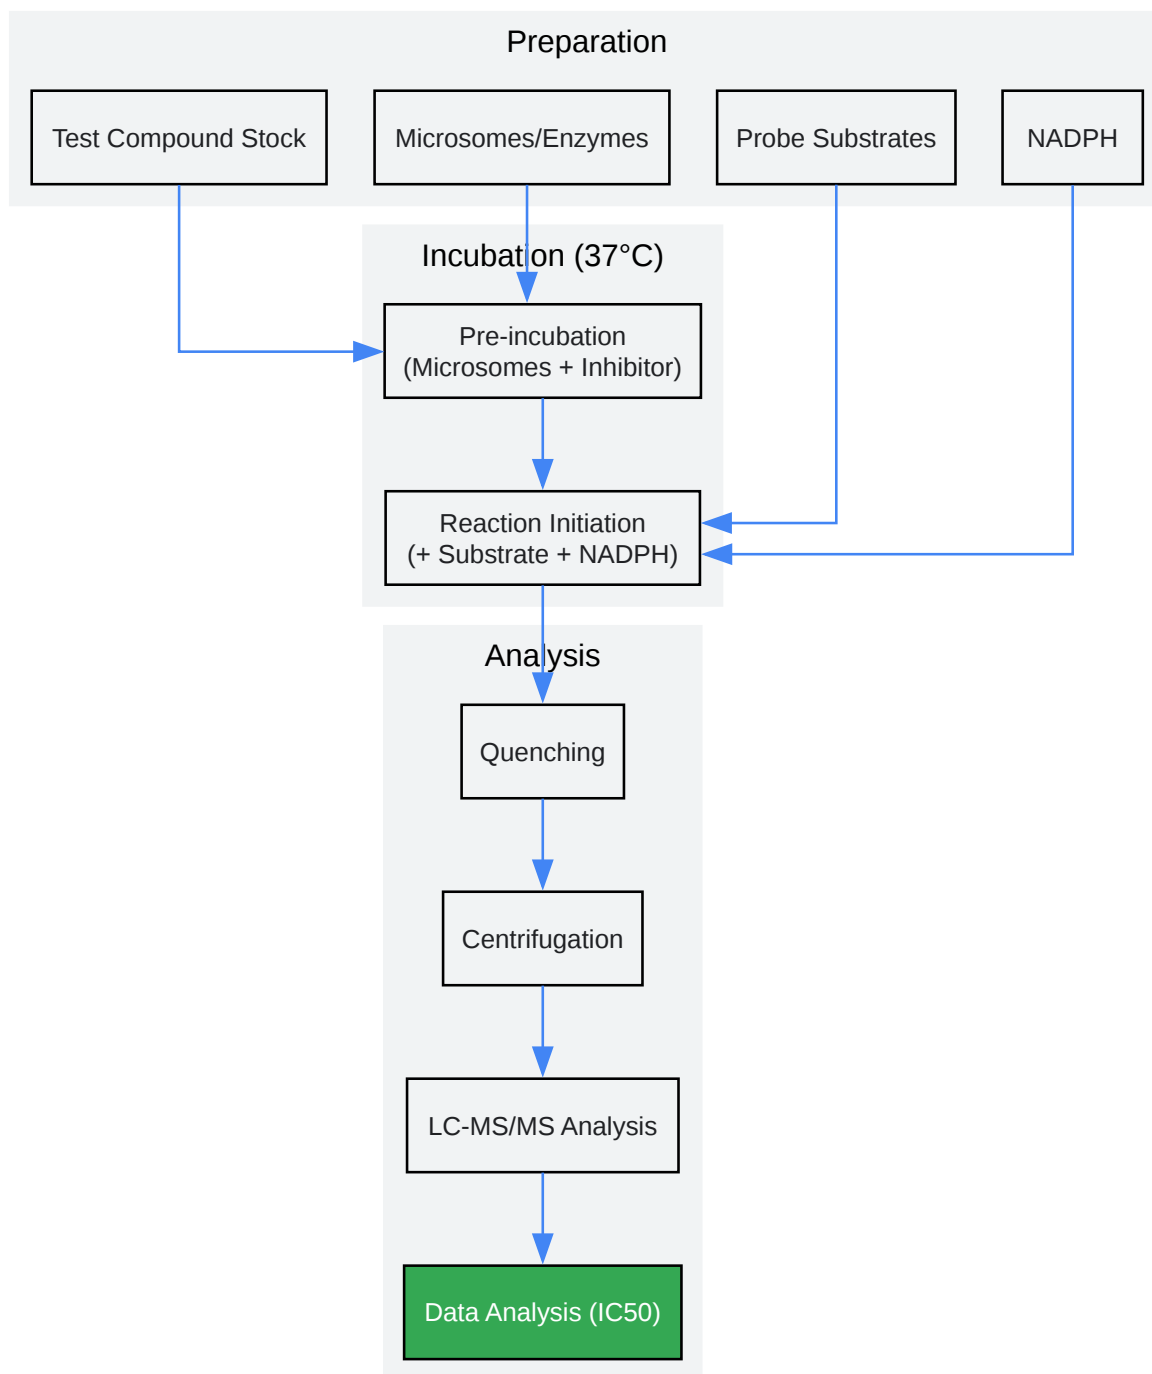 Preparation
Test Compound Stock
Microsomes/Enzymes
Probe Substrates
NADPH
Incubation (37°C)
Pre-incubation
(Microsomes + Inhibitor)
Reaction Initiation
(+ Substrate + NADPH)
Analysis
Quenching
Centrifugation
LC-MS/MS Analysis
Data Analysis (IC50)